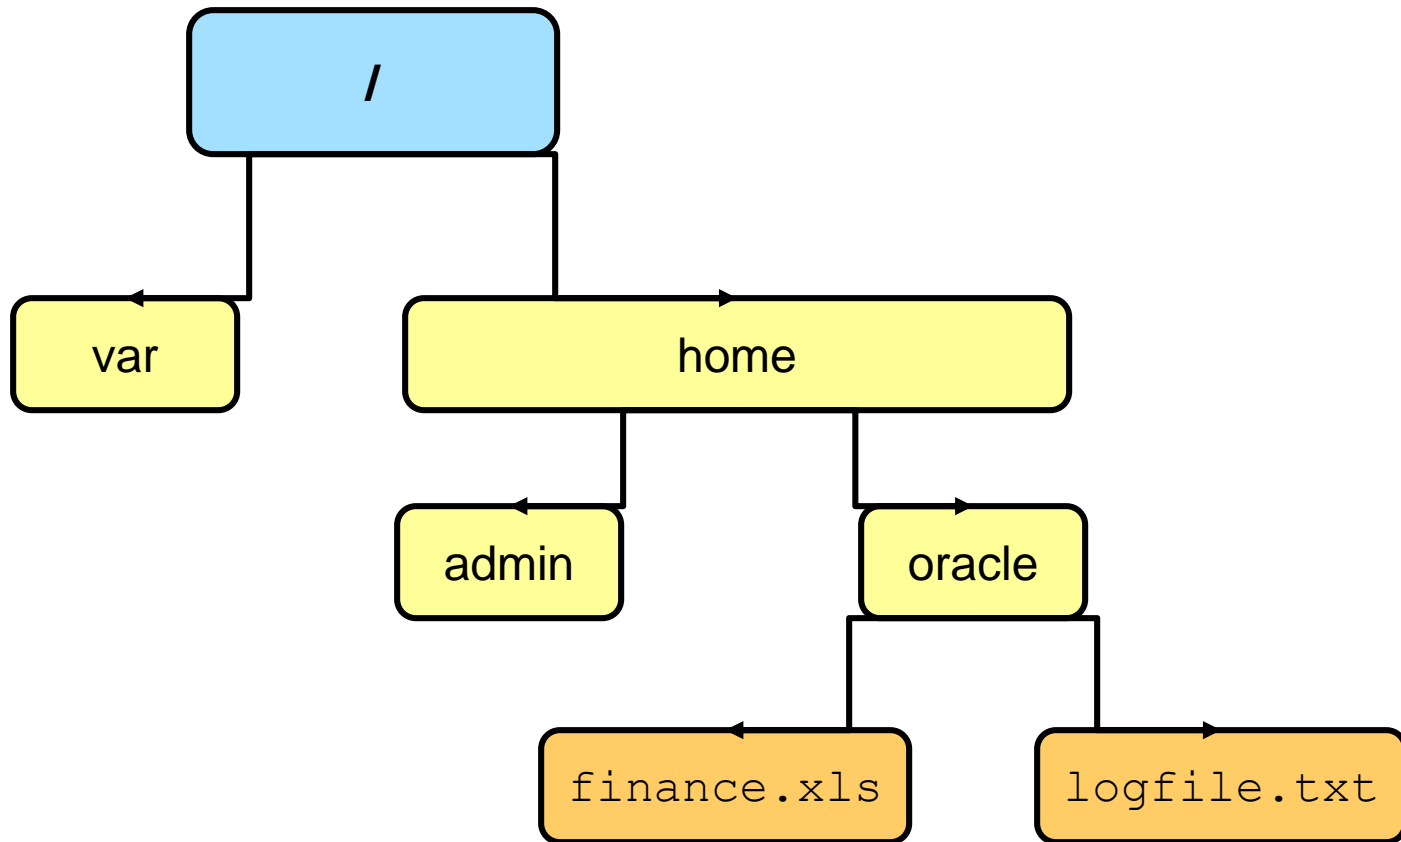 /
var
home
admin
oracle
finance.xls
logfile.txt